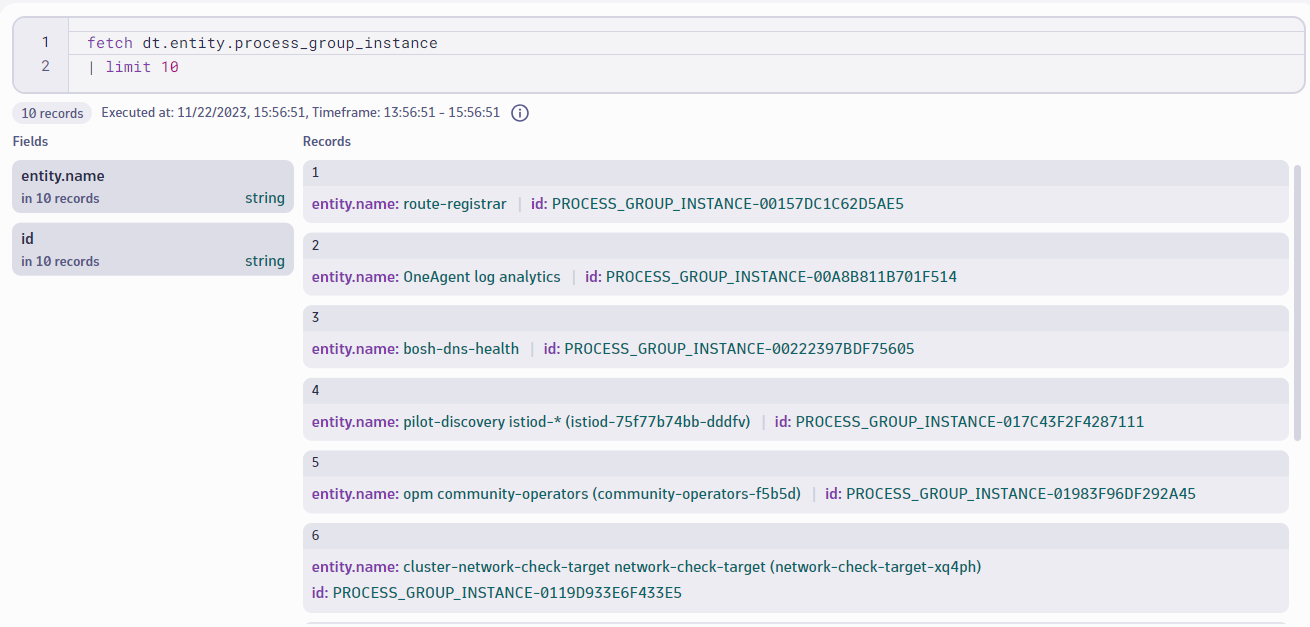 1 fetch dt.entity.process_group_instance
2 | limit 10
10 records Executed at: 11/22/2023, 15:56:51, Timeframe: 13:56:51 - 15:56:51
Fields
entity.name
in 10 records string
id
in 10 records string
Records
1
entity.name: route-registrar | id: PROCESS_GROUP_INSTANCE-00157DC1C62D5AE5
2
entity.name: OneAgent log analytics | id: PROCESS_GROUP_INSTANCE-00A8B811B701F514
3
entity.name: bosh-dns-health | id: PROCESS_GROUP_INSTANCE-00222397BDF75605
4
entity.name: pilot-discovery istiod-* (istiod-75f77b74bb-dddfv) | id: PROCESS_GROUP_INSTANCE-017C43F2F4287111
5
entity.name: opm community-operators (community-operators-f5b5d) | id: PROCESS_GROUP_INSTANCE-01983F96DF292A45
6
entity.name: cluster-network-check-target network-check-target (network-check-target-xq4ph)
id: PROCESS_GROUP_INSTANCE-0119D933E6F433E5